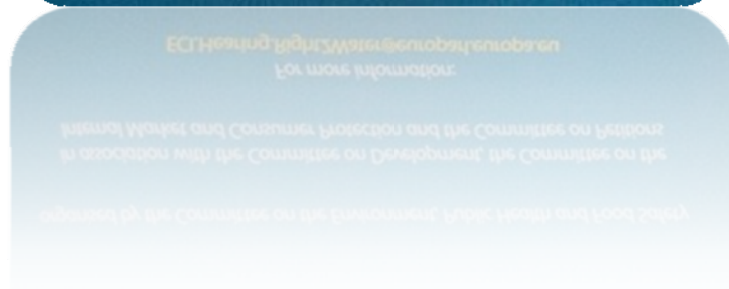 organised by the Committee on the Environment, Public Health and Food Safety
in association with the Committee on Development, the Committee on the
Internal Market and Consumer Protection and the Committee on Petitions
For more information:
ECI.Hearing.Right2Water@europarl.europa.eu